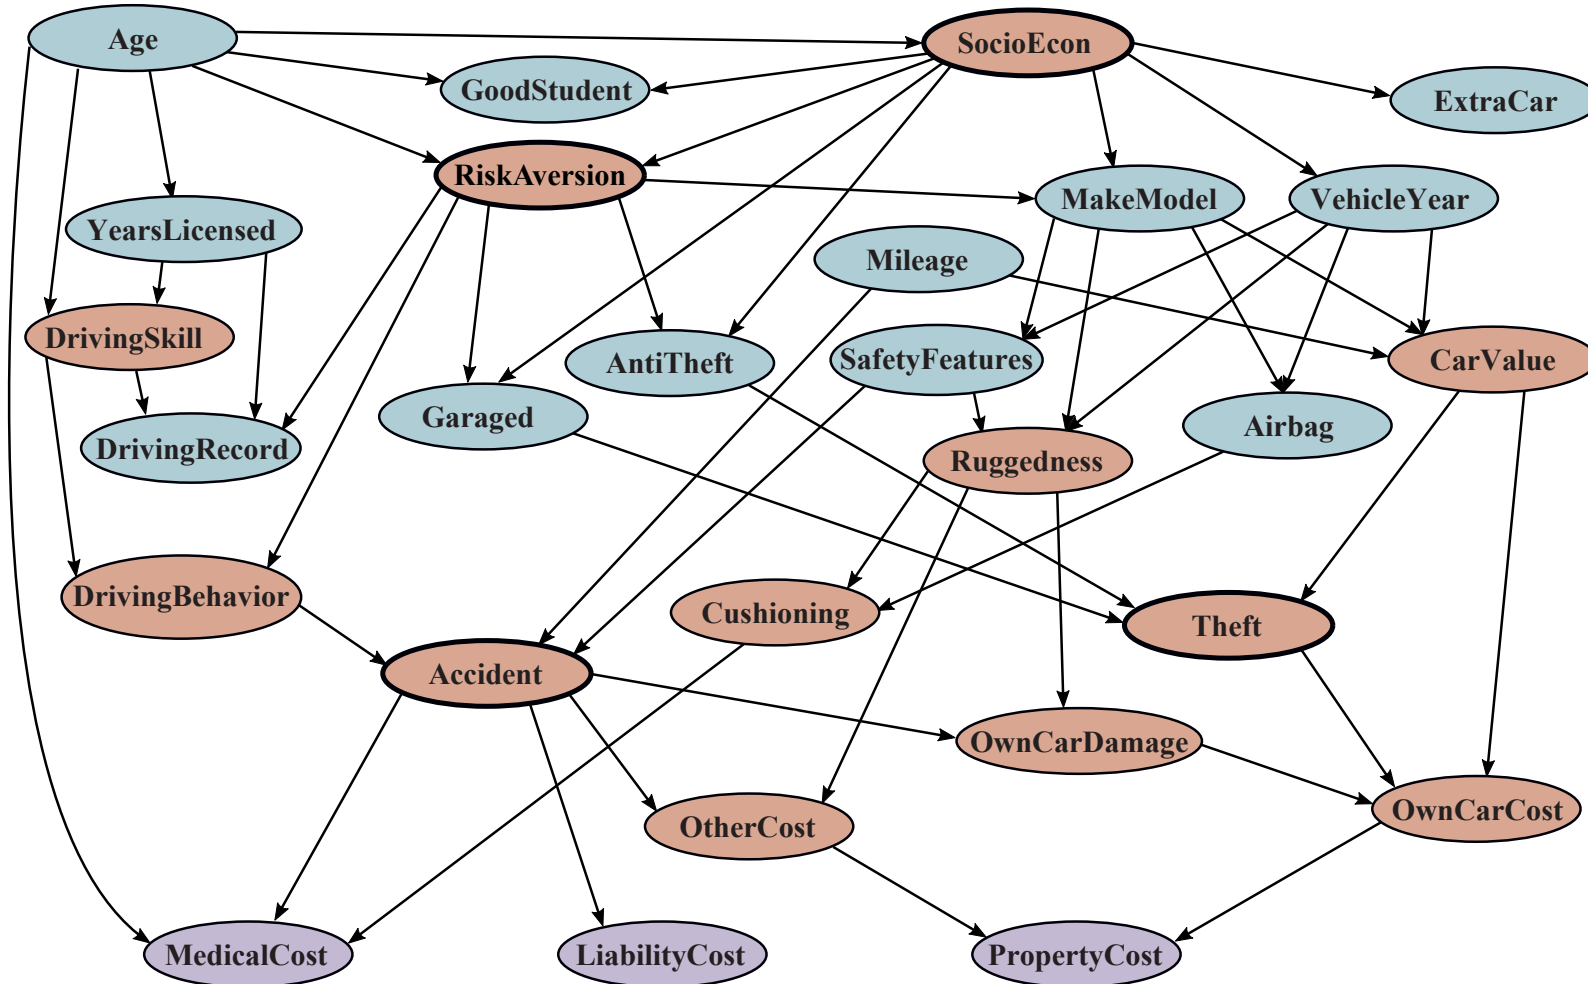 Age
SocioEcon
GoodStudent
ExtraCar
RiskAversion
MakeModel
VehicleYear
YearsLicensed
Mileage
DrivingSkill
AntiTheft
SafetyFeatures
CarValue
Garaged
Airbag
DrivingRecord
Ruggedness
DrivingBehavior
Cushioning
Theft
Accident
OwnCarDamage
OtherCost
OwnCarCost
MedicalCost
LiabilityCost
PropertyCost